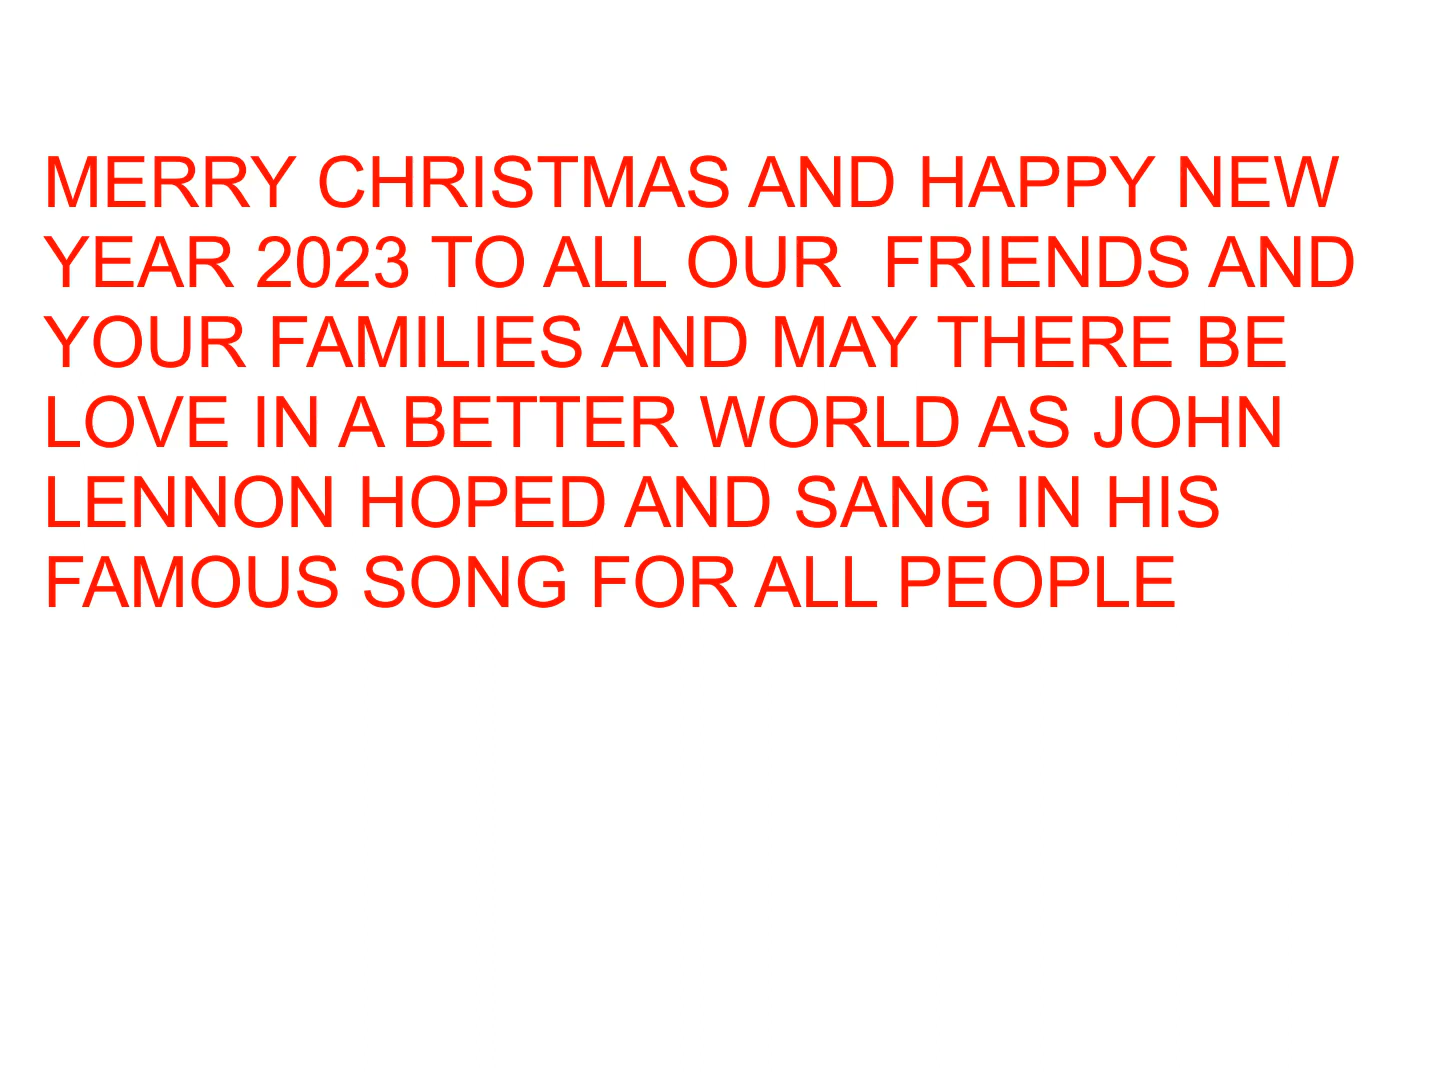 MERRY CHRISTMAS AND HAPPY NEW
YEAR 2023 TO ALL OUR  FRIENDS AND
YOUR FAMILIES AND MAY THERE BE
LOVE IN A BETTER WORLD AS JOHN
LENNON HOPED AND SANG IN HIS
FAMOUS SONG FOR ALL PEOPLE